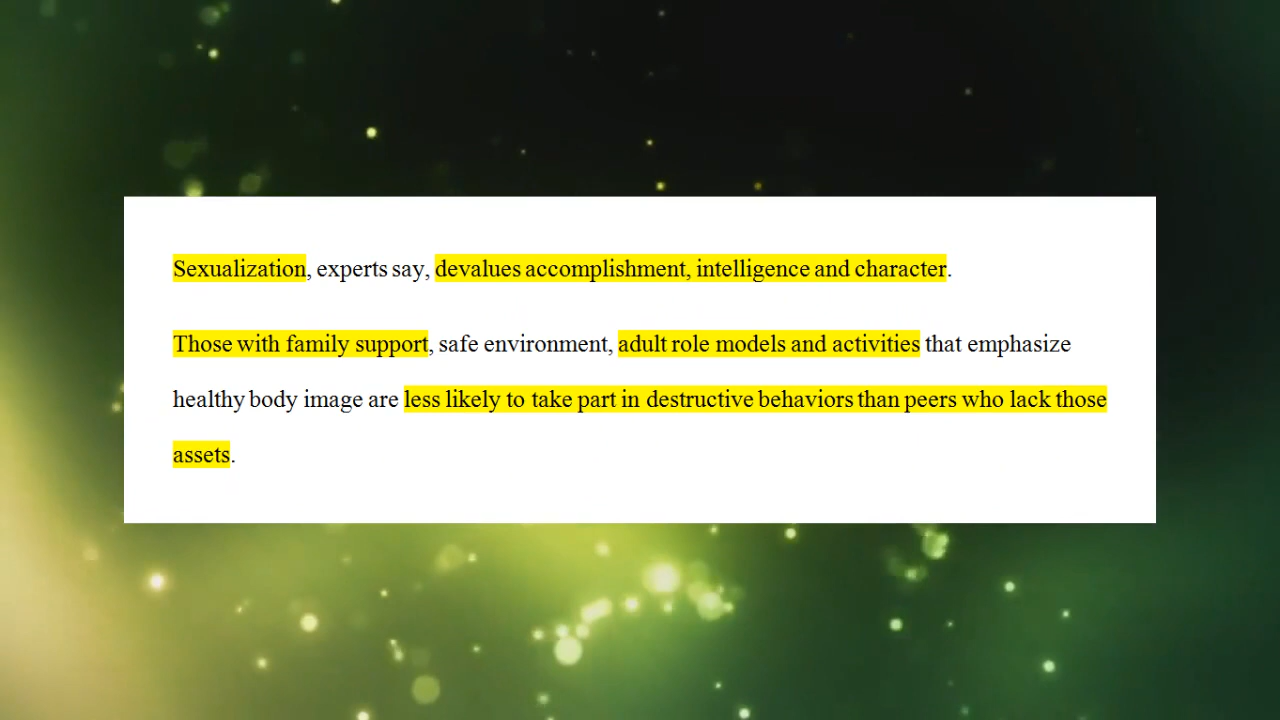 Sexualization, experts say, devalues accomplishment, intelligence and character.
Those with family support, safe environment, adult role models and activities that emphasize
healthy body image are less likely to take part in destructive behaviors than peers who lack those
assets.